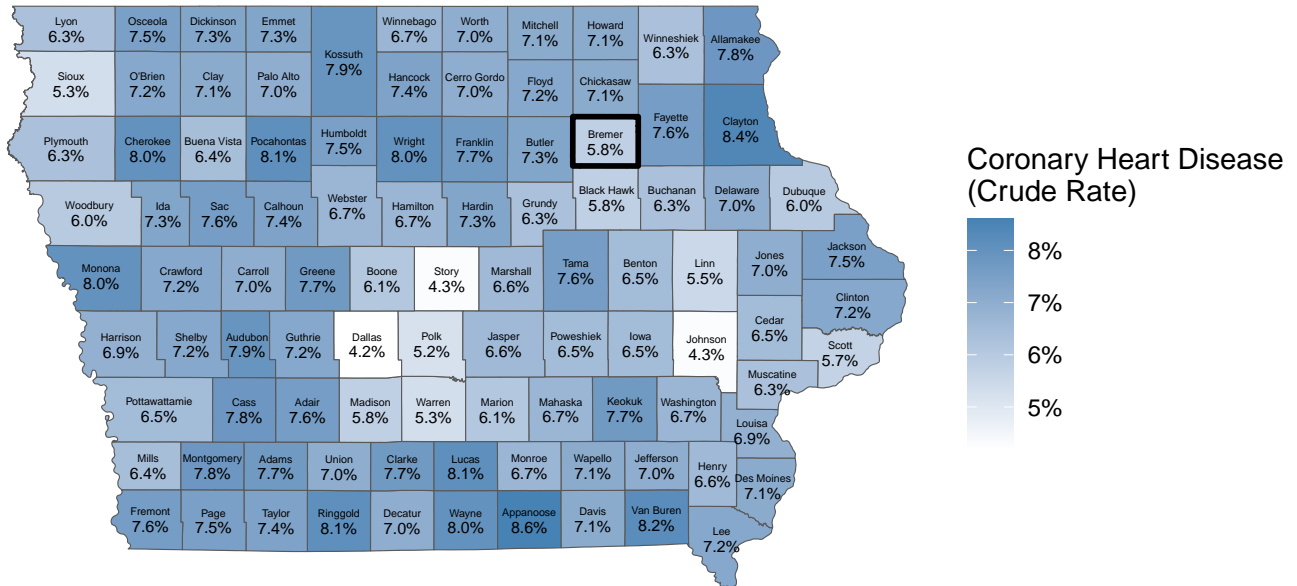 Lyon
6.3%
Osceola
7.5%
Dickinson
7.3%
Emmet
7.3%
Kossuth
7.9%
Winnebago
6.7%
Worth
7.0%
Mitchell
7.1%
Howard
7.1%
Winneshiek
6.3%
Allamakee
7.8%
Sioux
5.3%
O'Brien
7.2%
Clay
7.1%
Palo Alto
7.0%
Hancock
7.4%
Cerro Gordo
7.0%
Floyd
7.2%
Chickasaw
7.1%
Fayette
7.6%
Clayton
8.4%
Plymouth
6.3%
Cherokee
8.0%
Buena Vista
6.4%
Pocahontas
8.1%
Humboldt
7.5%
Wright
8.0%
Franklin
7.7%
Butler
7.3%
Bremer
5.8%
Woodbury
6.0%
Ida
7.3%
Sac
7.6%
Calhoun
7.4%
Webster
6.7%
Hamilton
6.7%
Hardin
7.3%
Grundy
6.3%
Black Hawk
5.8%
Buchanan
6.3%
Delaware
7.0%
Dubuque
6.0%
Monona
8.0%
Crawford
7.2%
Carroll
7.0%
Greene
7.7%
Boone
6.1%
Story
4.3%
Marshall
6.6%
Tama
7.6%
Benton
6.5%
Linn
5.5%
Jones
7.0%
Jackson
7.5%
Clinton
7.2%
Harrison
6.9%
Shelby
7.2%
Audubon
7.9%
Guthrie
7.2%
Dallas
4.2%
Polk
5.2%
Jasper
6.6%
Poweshiek
6.5%
Iowa
6.5%
Johnson
4.3%
Cedar
6.5%
Scott
5.7%
Muscatine
6.3%
Pottawattamie
6.5%
Cass
7.8%
Adair
7.6%
Madison
5.8%
Warren
5.3%
Marion
6.1%
Mahaska
6.7%
Keokuk
7.7%
Washington
6.7%
Louisa
6.9%
Mills
6.4%
Montgomery
7.8%
Adams
7.7%
Union
7.0%
Clarke
7.7%
Lucas
8.1%
Monroe
6.7%
Wapello
7.1%
Jefferson
7.0%
Henry
6.6%
Des Moines
7.1%
Fremont
7.6%
Page
7.5%
Taylor
7.4%
Ringgold
8.1%
Decatur
7.0%
Wayne
8.0%
Appanoose
8.6%
Davis
7.1%
Van Buren
8.2%
Lee
7.2%
Coronary Heart Disease
(Crude Rate)
8%
7%
6%
5%